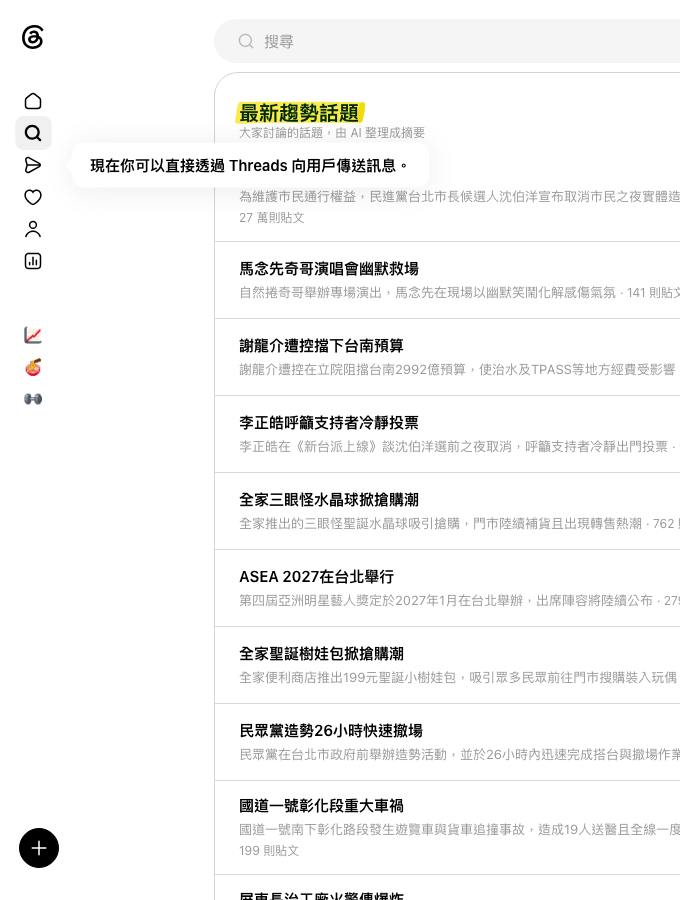 搜尋
最新趨勢話題
大家討論的話題，由 AI 整理成摘要
現在你可以直接透過 Threads 向用戶傳送訊息。
為維護市民通行權益，民進黨台北市長候選人沈伯洋宣布取消市民之夜實體造
27 萬則貼文
馬念先奇哥演唱會幽默救場
自然捲奇哥舉辦專場演出，馬念先在現場以幽默笑鬧化解感傷氣氛 · 141 則貼文
謝龍介遭控擋下台南預算
謝龍介遭控在立院阻擋台南2992億預算，使治水及TPASS等地方經費受影響
李正皓呼籲支持者冷靜投票
李正皓在《新台派上線》談沈伯洋選前之夜取消，呼籲支持者冷靜出門投票 ·
全家三眼怪水晶球掀搶購潮
全家推出的三眼怪聖誕水晶球吸引搶購，門市陸續補貨且出現轉售熱潮 · 762
ASEA 2027在台北舉行
第四屆亞洲明星藝人獎定於2027年1月在台北舉辦，出席陣容將陸續公布 · 279
全家聖誕樹娃包掀搶購潮
全家便利商店推出199元聖誕小樹娃包，吸引眾多民眾前往門市搜購裝入玩偶
民眾黨造勢26小時快速撤場
民眾黨在台北市政府前舉辦造勢活動，並於26小時內迅速完成搭台與撤場作業
國道一號彰化段重大車禍
國道一號南下彰化路段發生遊覽車與貨車追撞事故，造成19人送醫且全線一度
199 則貼文
屏東長治工廠火警傳爆炸